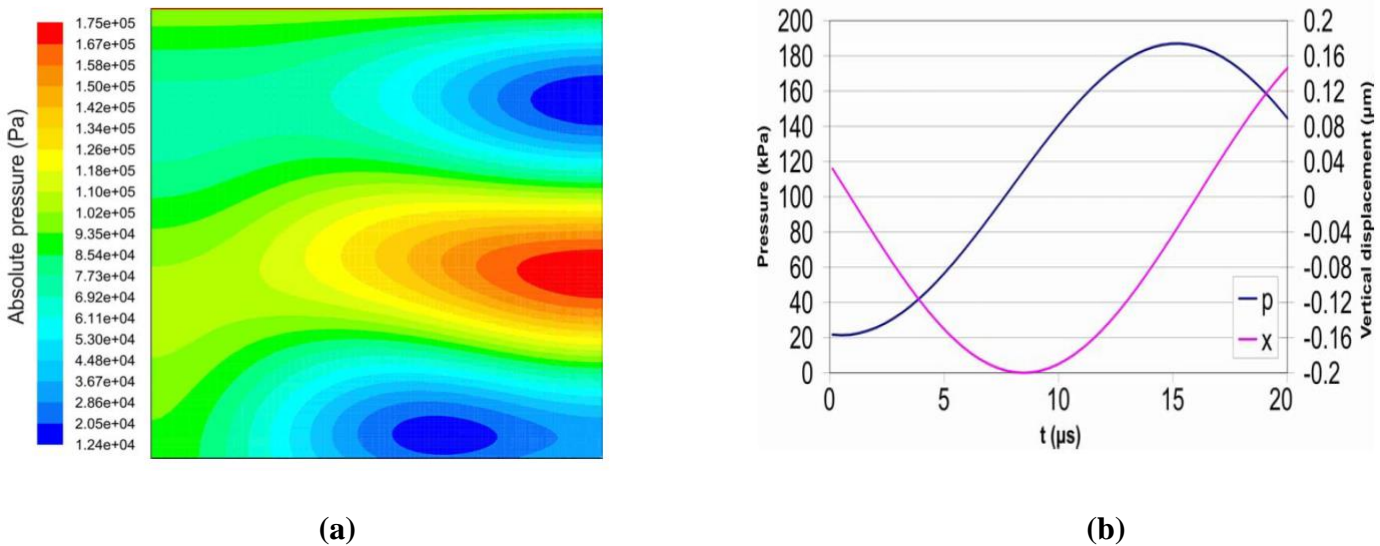 Absolute pressure (Pa)
1.75e+05
1.67e+05
1.58e+05
1.50e+05
1.42e+05
1.34e+05
1.26e+05
1.18e+05
1.10e+05
1.02e+05
9.35e+04
8.54e+04
7.73e+04
6.92e+04
6.11e+04
5.30e+04
4.48e+04
3.67e+04
2.86e+04
2.05e+04
1.24e+04
(a)
Pressure (kPa)
200
180
160
140
120
100
80
60
40
20
0
0 5 10 15 20
t (µs)
p
x
0.2
0.16
0.12
0.08
0.04
0
-0.04
-0.08
-0.12
-0.16
-0.2
Vertical displacement (µm)
(b)